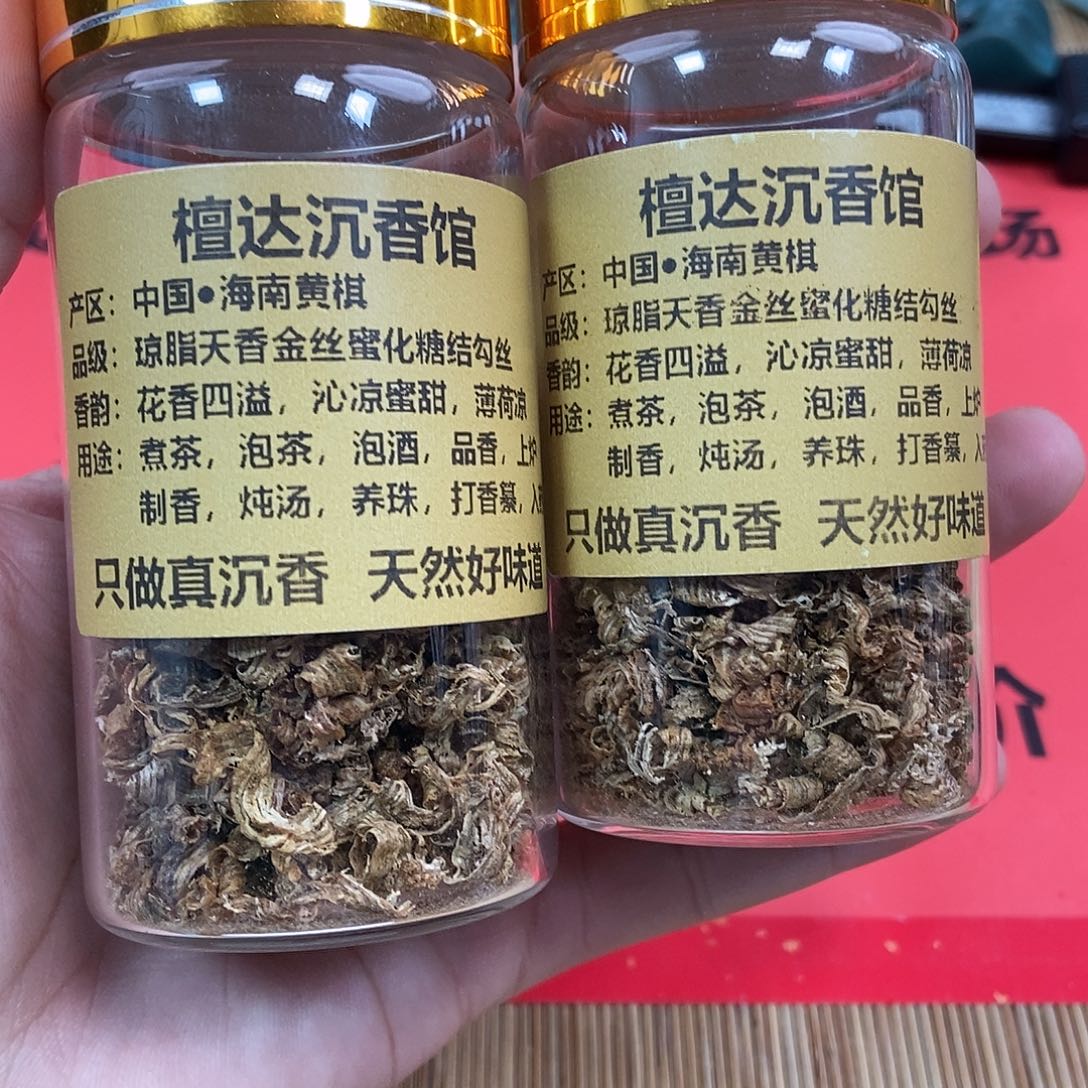 檀达沉香馆
产区：中国●海南黄棋
品级：琼脂天香金丝蜜化糖结勾丝
香韵：花香四溢，沁凉蜜甜，薄荷凉
用途：煮茶，泡茶，泡酒，品香，上炉
制香，炖汤，养珠，打香篆，入
只做真沉香 天然好味道
檀达沉香馆
产区：中国●海南黄棋
品级：琼脂天香金丝蜜化糖结勾丝
香韵：花香四溢，沁凉蜜甜，薄荷凉
用途：煮茶，泡茶，泡酒，品香，上炉
制香，炖汤，养珠，打香篆，入
只做真沉香 天然好味道
汤
价